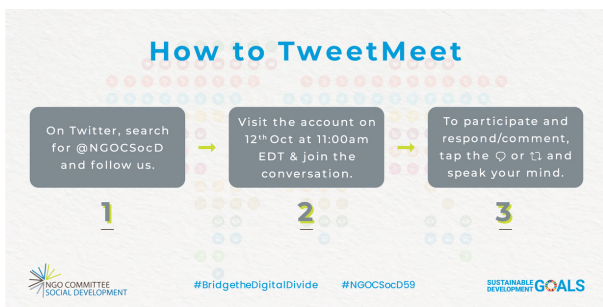 How to TweetMeet
On Twitter, search
for @NGOCSocD
and follow us.
1
Visit the account on
12th Oct at 11:00am
EDT & join the
conversation.
2
To participate and
respond/comment,
tap the or and
speak your mind.
3
NGO COMMITTEE
SOCIAL DEVELOPMENT
#BridgetheDigitalDivide #NGOCSocD59
SUSTAINABLE
DEVELOPMENT GOALS